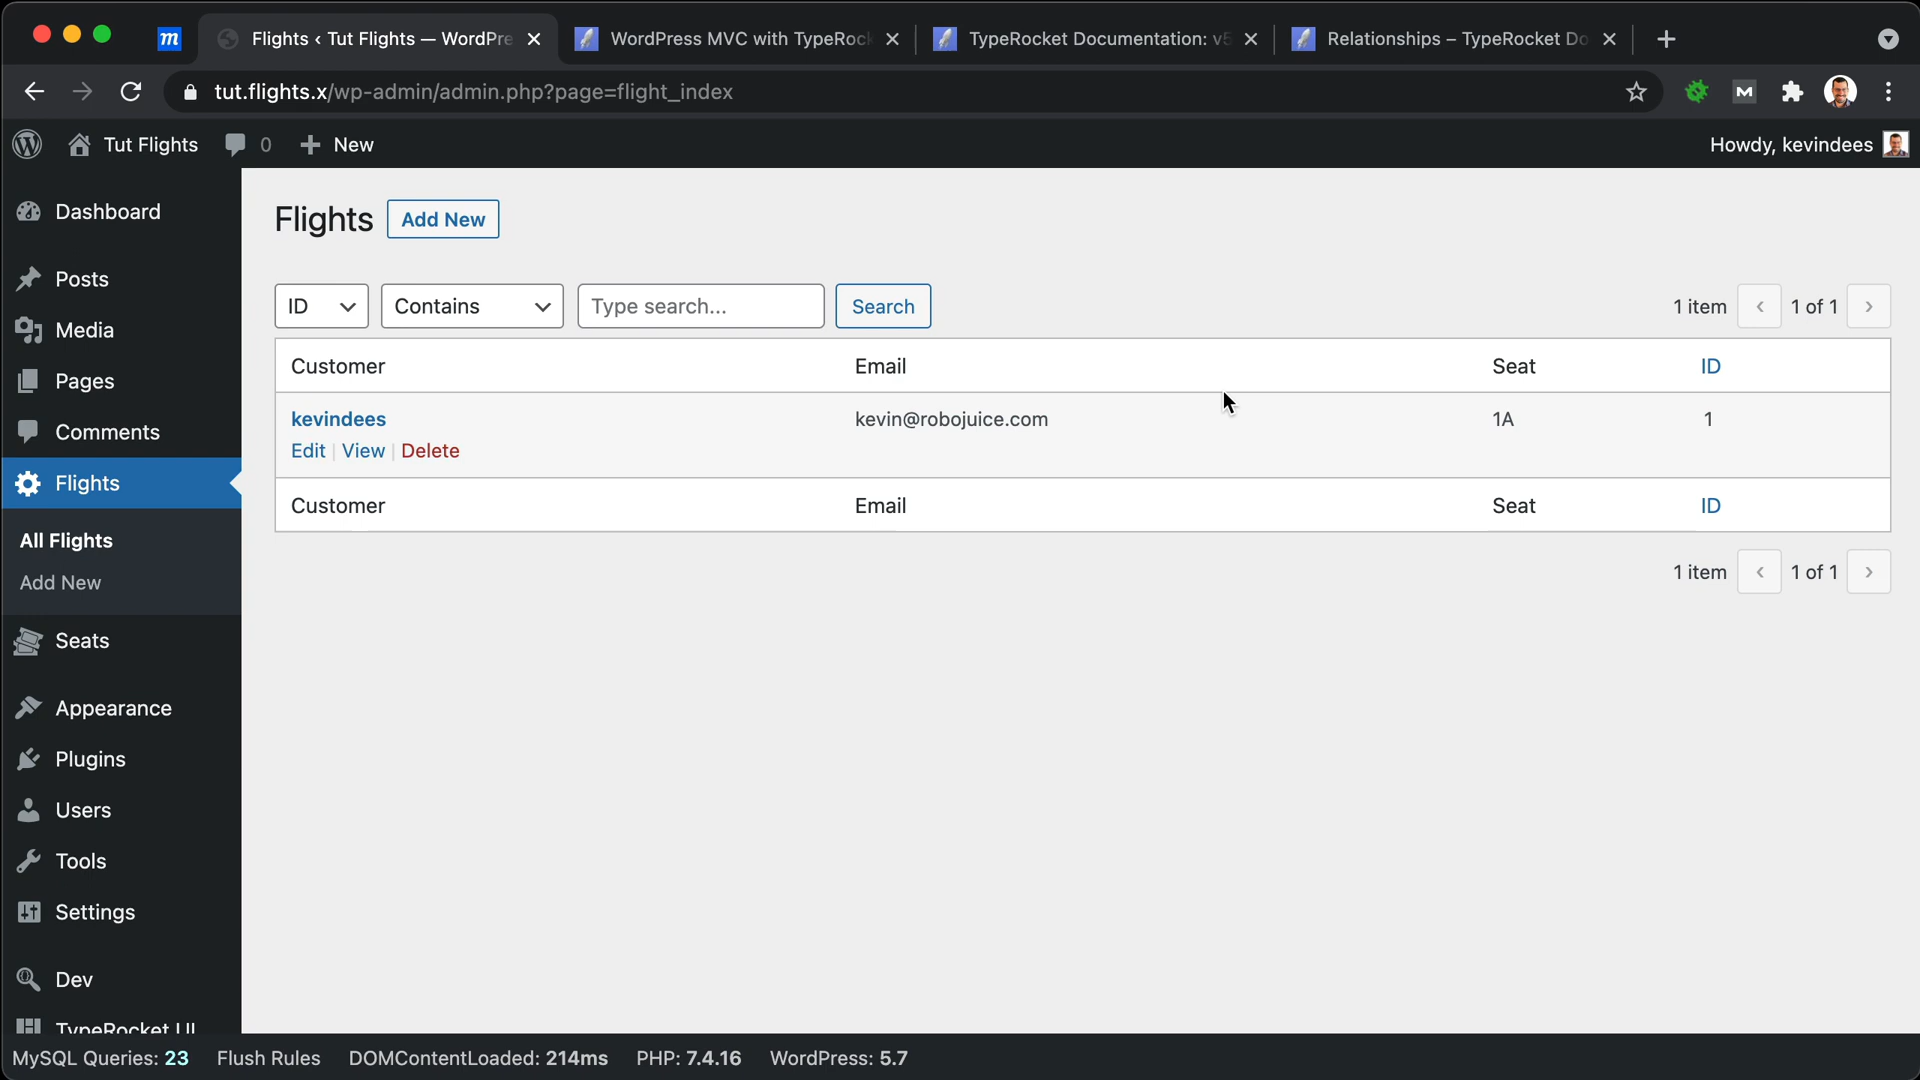 m Flights ‹ Tut Flights — WordPre WordPress MVC with TypeRock TypeRocket Documentation: v5 Relationships – TypeRocket Do
tut.flights.x/wp-admin/admin.php?page=flight_index
Tut Flights 0 New Howdy, kevindees
Dashboard
Posts
Media
Pages
Comments
Flights
All Flights
Add New
Seats
Appearance
Plugins
Users
Tools
Settings
Dev
TypeRocket UI
Flights Add New
ID Contains Type search... Search 1 item ‹ 1 of 1 ›
Customer Email Seat ID
kevindees kevin@robojuice.com 1A 1
Edit | View | Delete
Customer Email Seat ID
1 item ‹ 1 of 1 ›
MySQL Queries: 23 Flush Rules DOMContentLoaded: 214ms PHP: 7.4.16 WordPress: 5.7